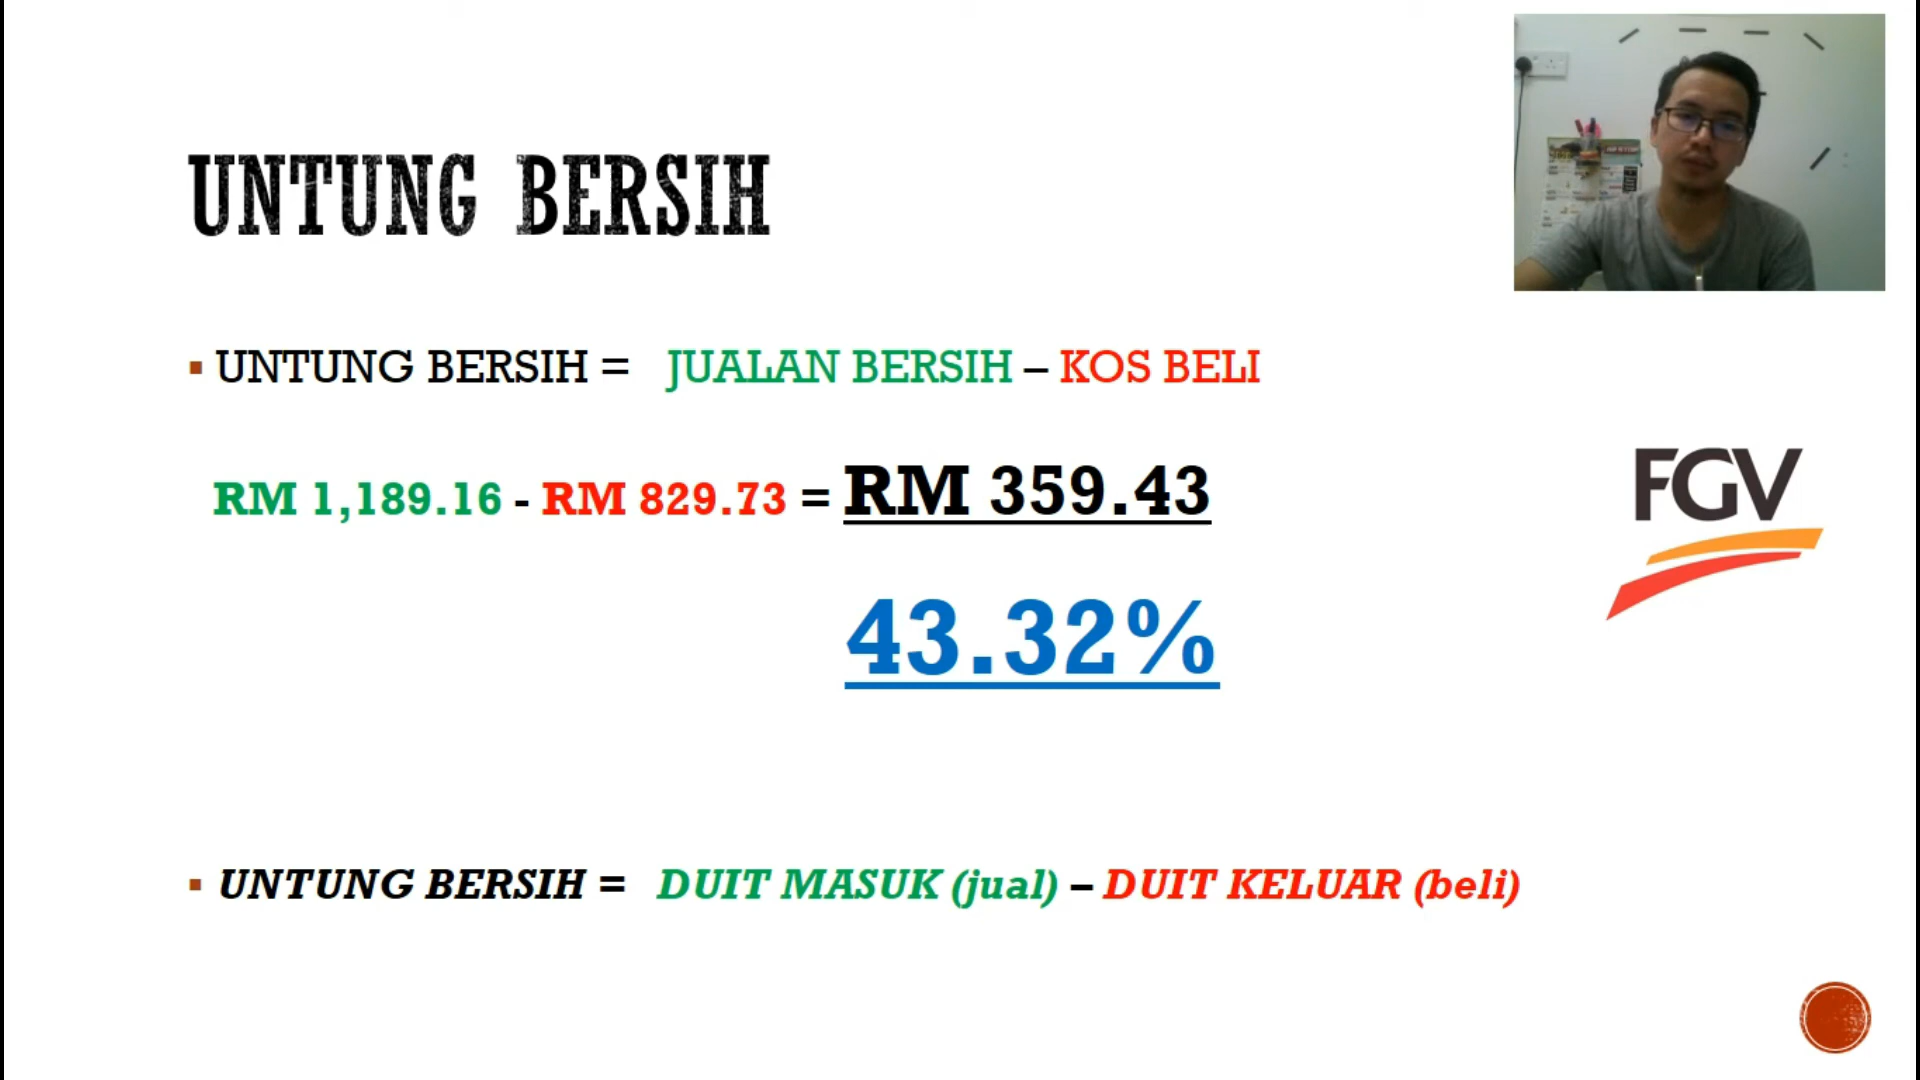 UNTUNG BERSIH
UNTUNG BERSIH = JUALAN BERSIH – KOS BELI
RM 1,189.16 - RM 829.73 = RM 359.43
FGV
43.32%
UNTUNG BERSIH = DUIT MASUK (jual) – DUIT KELUAR (beli)